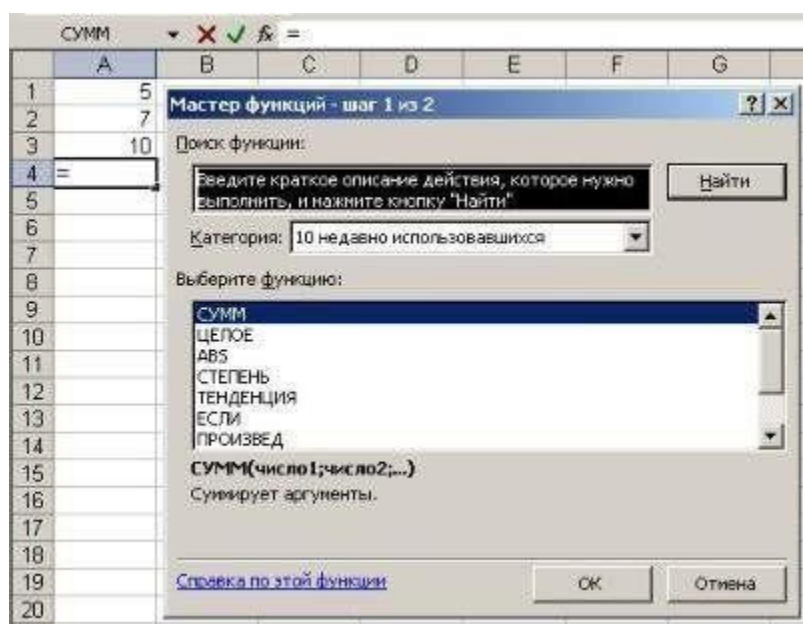 СУММ =
A B C D E F G
1 5
2 7
3 10
4 =
5
6
7
8
9
10
11
12
13
14
15
16
17
18
19
20
Мастер функций - шаг 1 из 2
Поиск функции:
Введите краткое описание действия, которое нужно
выполнить, и нажмите кнопку "Найти"
Найти
Категория: 10 недавно использовавшихся
Выберите функцию:
СУММ
ЦЕЛОЕ
ABS
СТЕПЕНЬ
ТЕНДЕНЦИЯ
ЕСЛИ
ПРОИЗВЕД
СУММ(число1;число2;...)
Суммирует аргументы.
Справка по этой функции
ОК
Отмена